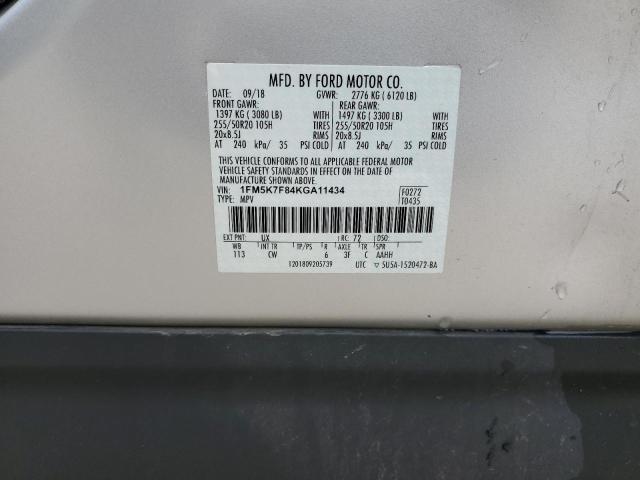 MFD. BY FORD MOTOR CO.
DATE: 09/18 GVWR: 2776 KG ( 6120 LB)
FRONT GAWR: REAR GAWR:
1397 KG ( 3080 LB) WITH 1497 KG ( 3300 LB) WITH
255/50R20 105H TIRES 255/50R20 105H TIRES
20x8.5J RIMS 20x8.5J RIMS
AT 240 kPa/ 35 PSI COLD AT 240 kPa/ 35 PSI COLD
THIS VEHICLE CONFORMS TO ALL APPLICABLE FEDERAL MOTOR
VEHICLE SAFETY STANDARDS IN EFFECT ON THE DATE OF
MANUFACTURE SHOWN ABOVE.
VIN: 1FM5K7F84KGA11434 F0272
TYPE: MPV T0435
EXT PNT: UX RC: 72 DSO:
WB INT TR TP/PS R AXLE TR SPR
113 CW 6 3F C AAHH
1201809205739 UTC ▽ 5U5A-1520472-BA